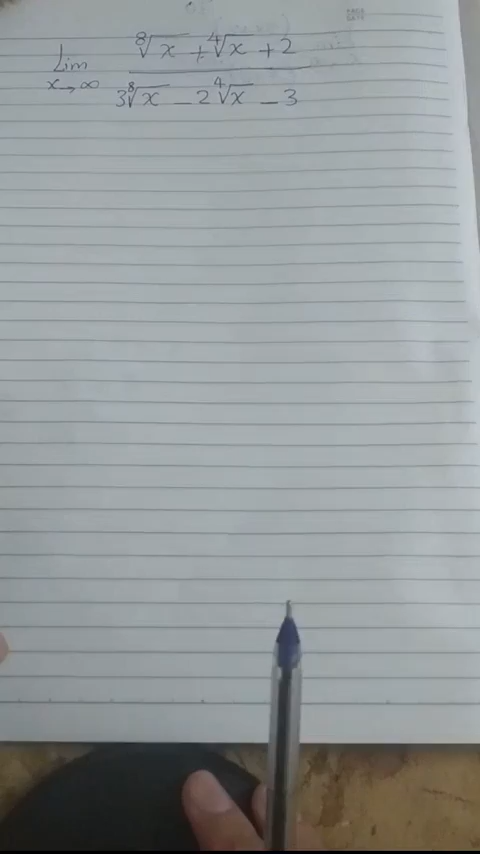 Lim x→∞ (⁸√x + ⁴√x + 2) / (3⁸√x - 2⁴√x - 3)